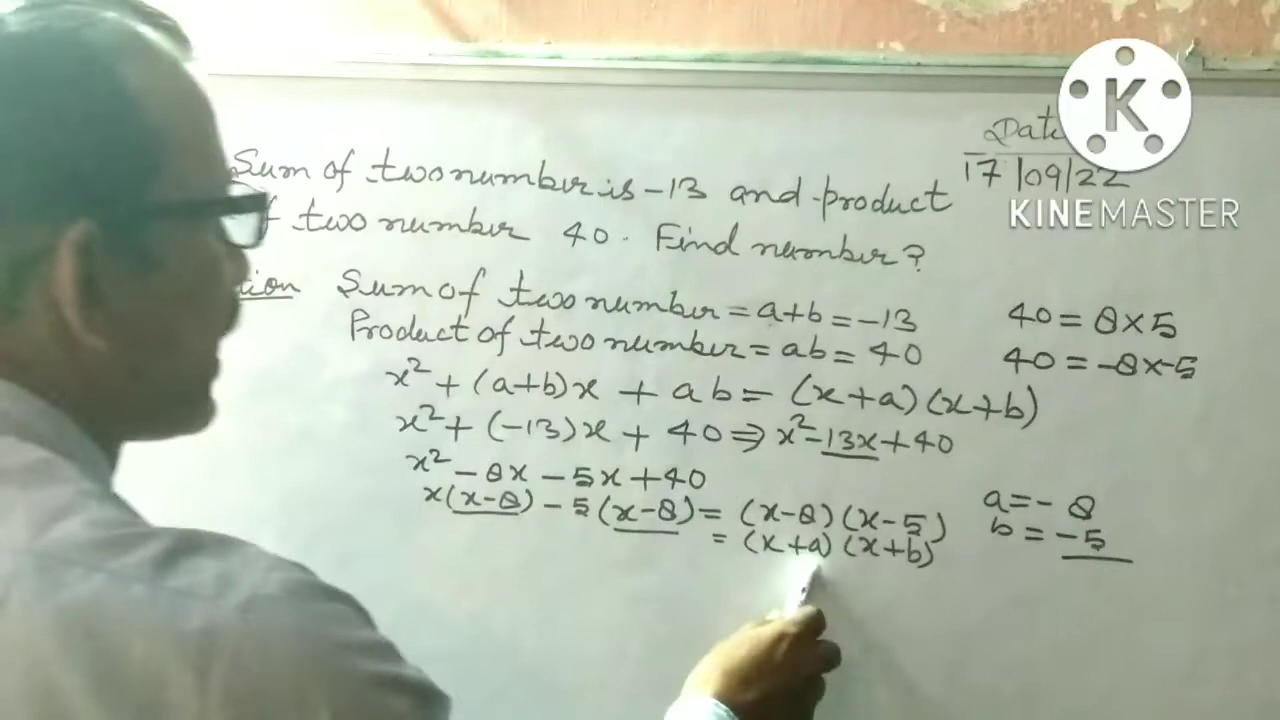 Date
17/09/22
K
KINEMASTER
Sum of two number is -13 and product
two number 40. Find number?
Sum of two number = a+b = -13
Product of two number = ab = 40
40 = 8×5
40 = -8×-5
x² + (a+b)x + ab = (x+a)(x+b)
x² + (-13)x + 40 ⇒ x² - 13x + 40
x² - 8x - 5x + 40
x(x-8) - 5(x-8) = (x-8)(x-5)
= (x+a)(x+b)
a = -8
b = -5